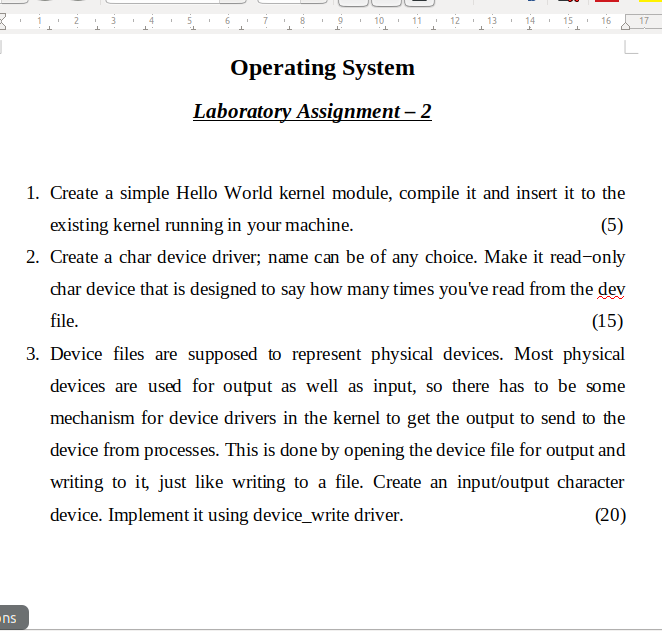 1 2 3 4 5 6 7 8 9 10 11 12 13 14 15 16 17
Operating System
Laboratory Assignment – 2
1. Create a simple Hello World kernel module, compile it and insert it to the
existing kernel running in your machine. (5)
2. Create a char device driver; name can be of any choice. Make it read−only
char device that is designed to say how many times you've read from the dev
file. (15)
3. Device files are supposed to represent physical devices. Most physical
devices are used for output as well as input, so there has to be some
mechanism for device drivers in the kernel to get the output to send to the
device from processes. This is done by opening the device file for output and
writing to it, just like writing to a file. Create an input/output character
device. Implement it using device_write driver. (20)
ns